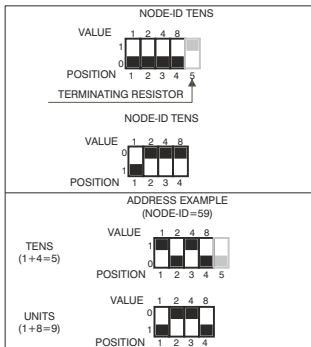 NODE-ID TENS
VALUE 1 2 4 8
1
0
POSITION 1 2 3 4 5
TERMINATING RESISTOR
NODE-ID TENS
VALUE 1 2 4 8
0
1
POSITION 1 2 3 4
ADDRESS EXAMPLE
(NODE-ID=59)
TENS
(1+4=5)
VALUE 1 2 4 8
1
0
POSITION 1 2 3 4 5
UNITS
(1+8=9)
VALUE 1 2 4 8
0
1
POSITION 1 2 3 4